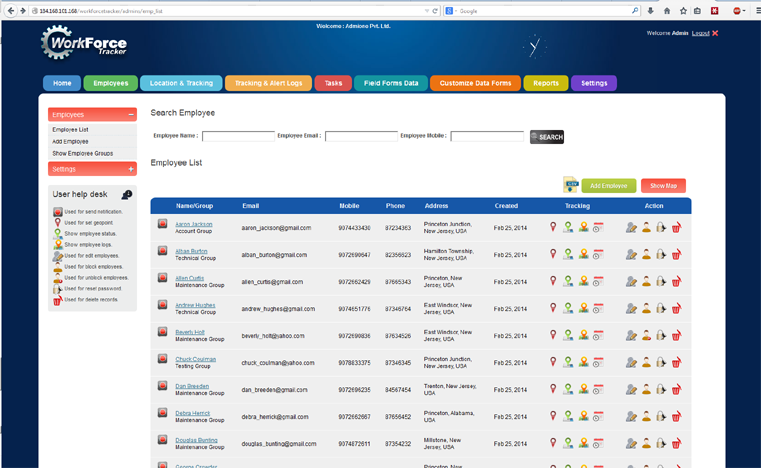 184.168.101.168/workforcetracker/admins/emp_list
Google
Welcome : Admione Pvt. Ltd.
WorkForce
Tracker
Welcome Admin Logout
Home
Employees
Location & Tracking
Tracking & Alert Logs
Tasks
Field Forms Data
Customize Data Forms
Reports
Settings
Employees
Employee List
Add Employee
Show Employee Groups
Settings
User help desk
Used for send notification.
Used for set geopoint.
Show employee status.
Show employee logs.
Used for edit employees.
Used for block employees.
Used for unblock employees.
Used for reset password.
Used for delete records.
Search Employee
Employee Name : Employee Email : Employee Mobile : SEARCH
Employee List
CSV Add Employee Show Map
Name/Group Email Mobile Phone Address Created Tracking Action
Aaron Jackson
Account Group
aaron_jackson@gmail.com 9074433430 87234363
Princeton Junction,
New Jersey, USA
Feb 25, 2014
Alban Burton
Technical Group
alban_burton@gmail.com 9072690647 82356623
Hamilton Township,
New Jersey, USA
Feb 25, 2014
Allen Curtis
Maintenance Group
allen_curtis@gmail.com 9072662429 87665343
Princeton, New
Jersey, USA
Feb 25, 2014
Andrew Hughes
Technical Group
andrew_hughes@gmail.com 9074651776 87346764
East Windsor, New
Jersey, USA
Feb 25, 2014
Beverly Holt
Maintenance Group
beverly_holt@yahoo.com 9072690836 87634526
East Windsor, New
Jersey, USA
Feb 25, 2014
Chuck Coulman
Testing Group
chuck_coulman@yahoo.com 9078833375 87346345
Princeton Junction,
New Jersey, USA
Feb 25, 2014
Dan Breeden
Maintenance Group
dan_breeden@gmail.com 9072696235 84567454
Trenton, New Jersey,
USA
Feb 25, 2014
Debra Herrick
Maintenance Group
debra_herrick@gmail.com 9072662667 87656452
Princeton, Alabama,
USA
Feb 25, 2014
Douglas Bunting
Maintenance Group
douglas_bunting@gmail.com 9074872611 87354232
Millstone, New
Jersey, USA
Feb 25, 2014